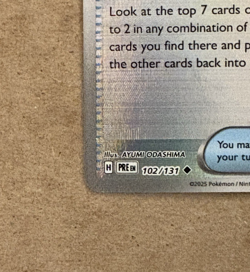 Look at the top 7 cards o
to 2 in any combination of
cards you find there and p
the other cards back into
Illus. AYUMI ODASHIMA
You ma
your tu
H PRE EN 102/131 ◆
©2025 Pokémon / Nint